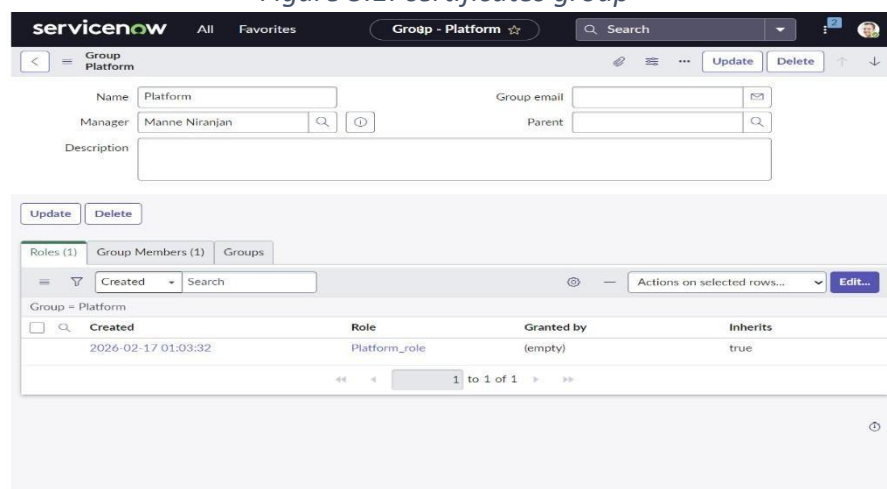 servicenow All Favorites Group - Platform Search 2
Group
Platform
... Update Delete
Name Platform Group email
Manager Manne Niranjan Parent
Description
Update Delete
Roles (1) Group Members (1) Groups
Created Search Actions on selected rows... Edit...
Group = Platform
Created Role Granted by Inherits
2026-02-17 01:03:32 Platform_role (empty) true
1 to 1 of 1